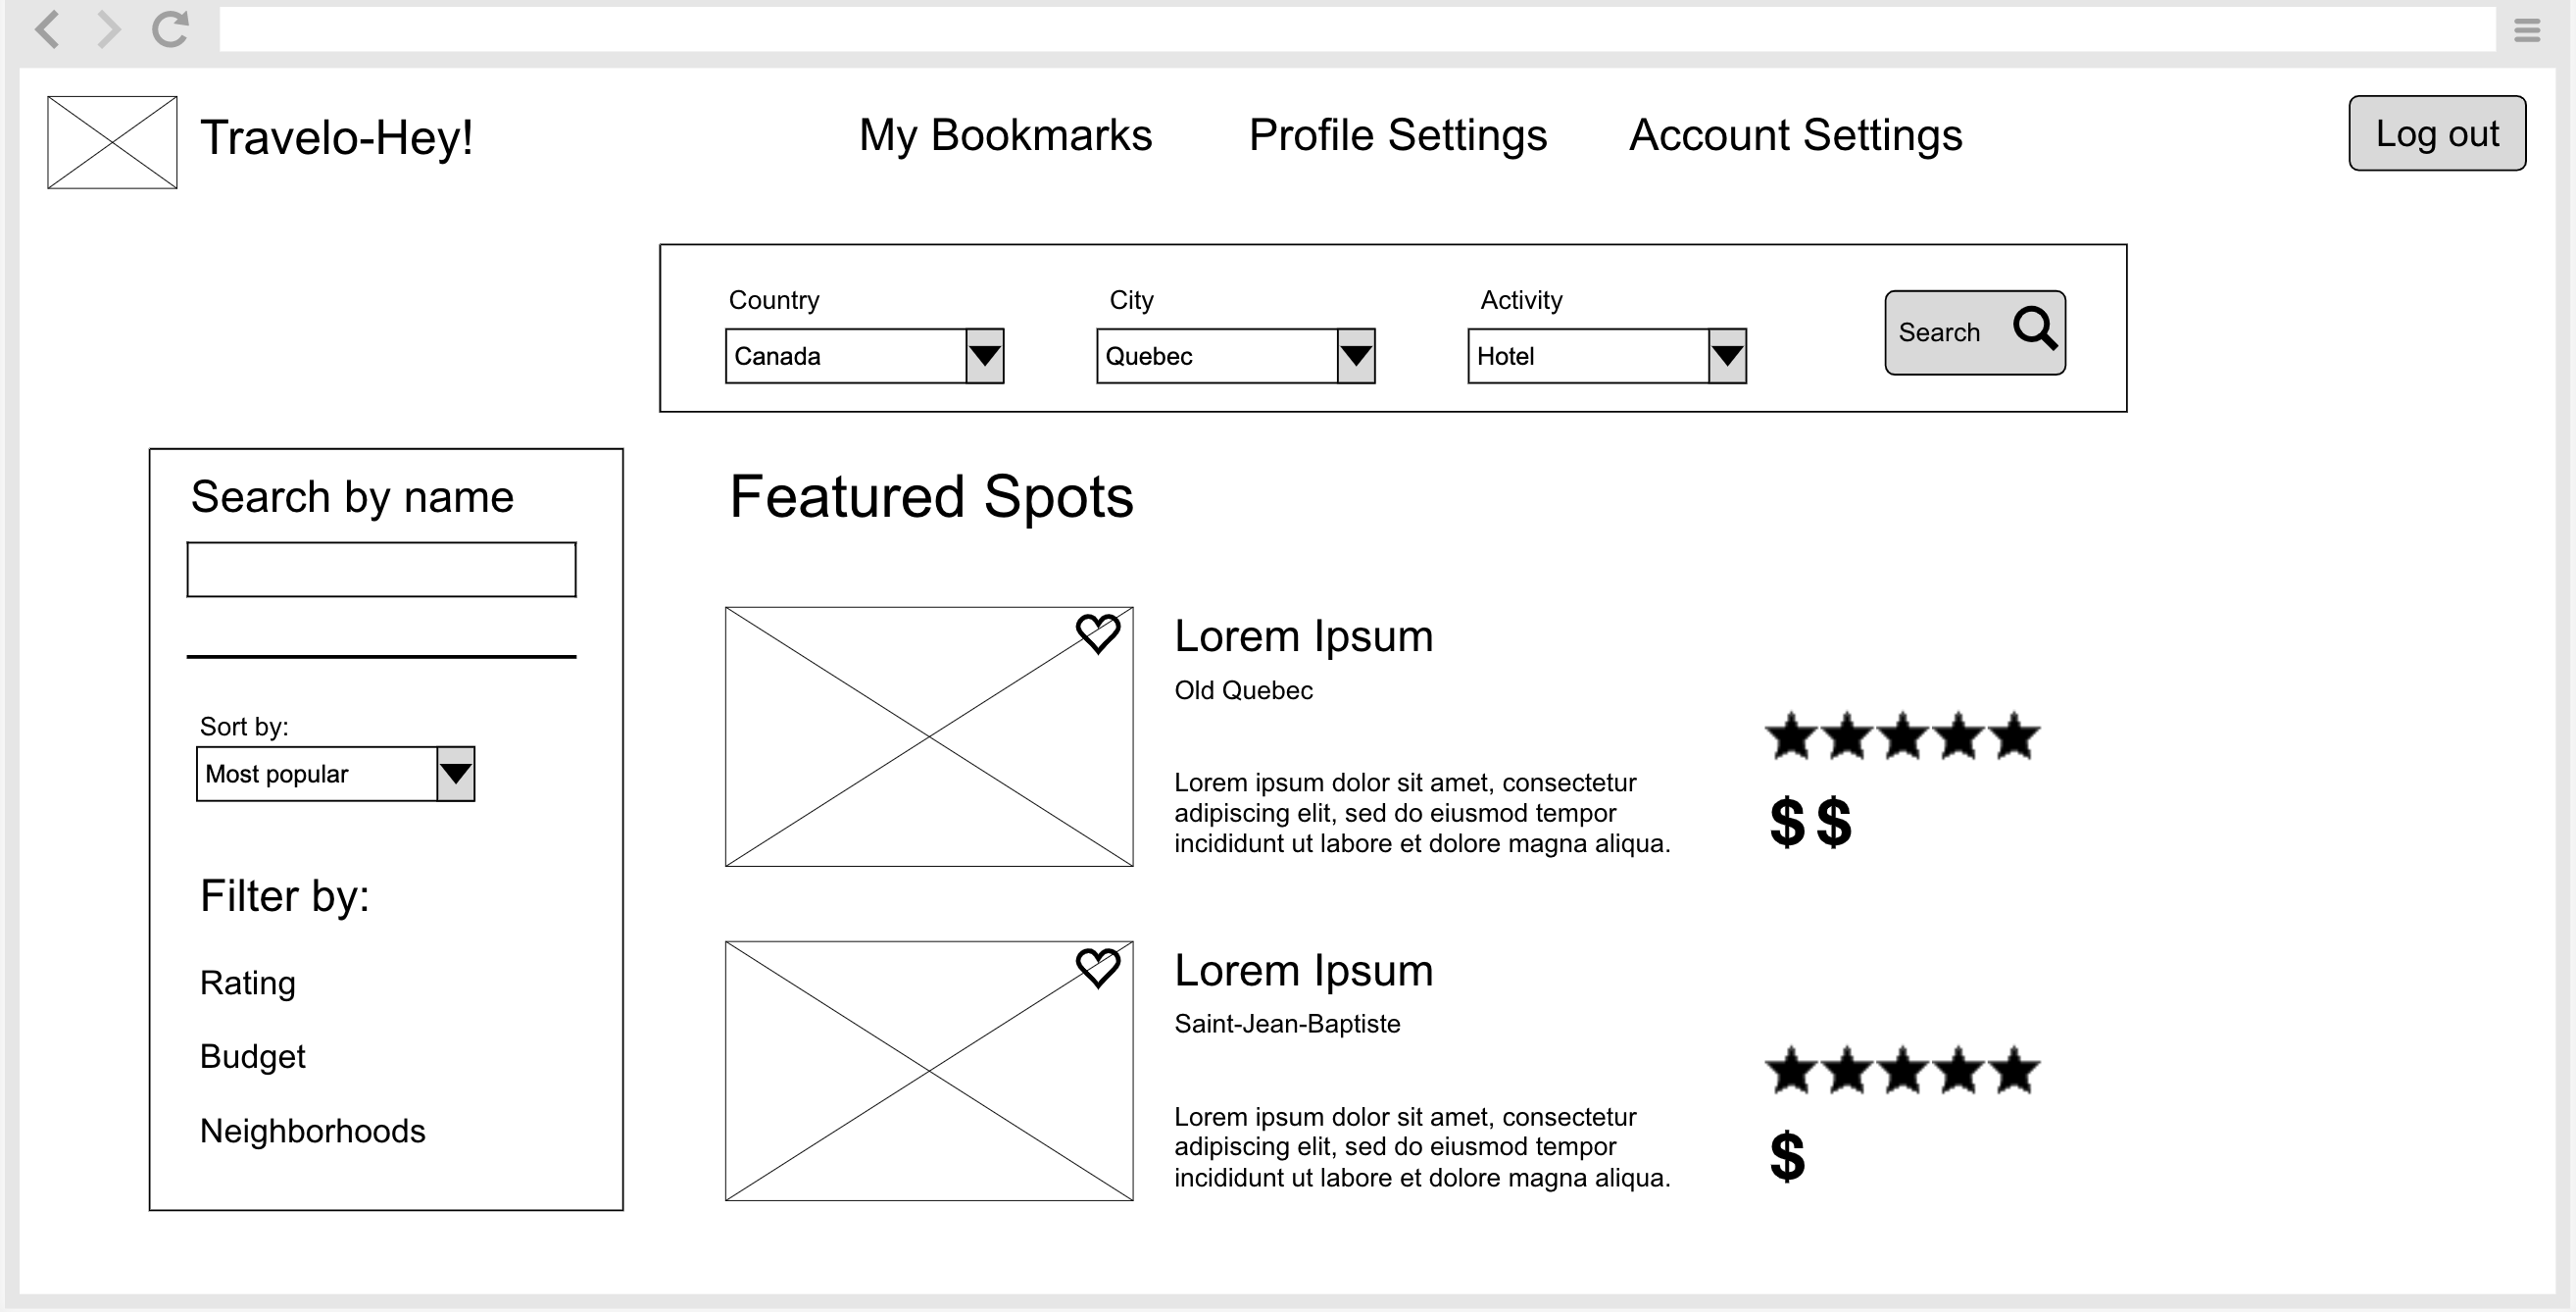 Travelo-Hey!
My Bookmarks
Profile Settings
Account Settings
Log out
Country
City
Activity
Canada
Quebec
Hotel
Search
Search by name
Sort by:
Most popular
Filter by:
Rating
Budget
Neighborhoods
Featured Spots
Lorem Ipsum
Old Quebec
Lorem ipsum dolor sit amet, consectetur
adipiscing elit, sed do eiusmod tempor
incididunt ut labore et dolore magna aliqua.
$ $
Lorem Ipsum
Saint-Jean-Baptiste
Lorem ipsum dolor sit amet, consectetur
adipiscing elit, sed do eiusmod tempor
incididunt ut labore et dolore magna aliqua.
$